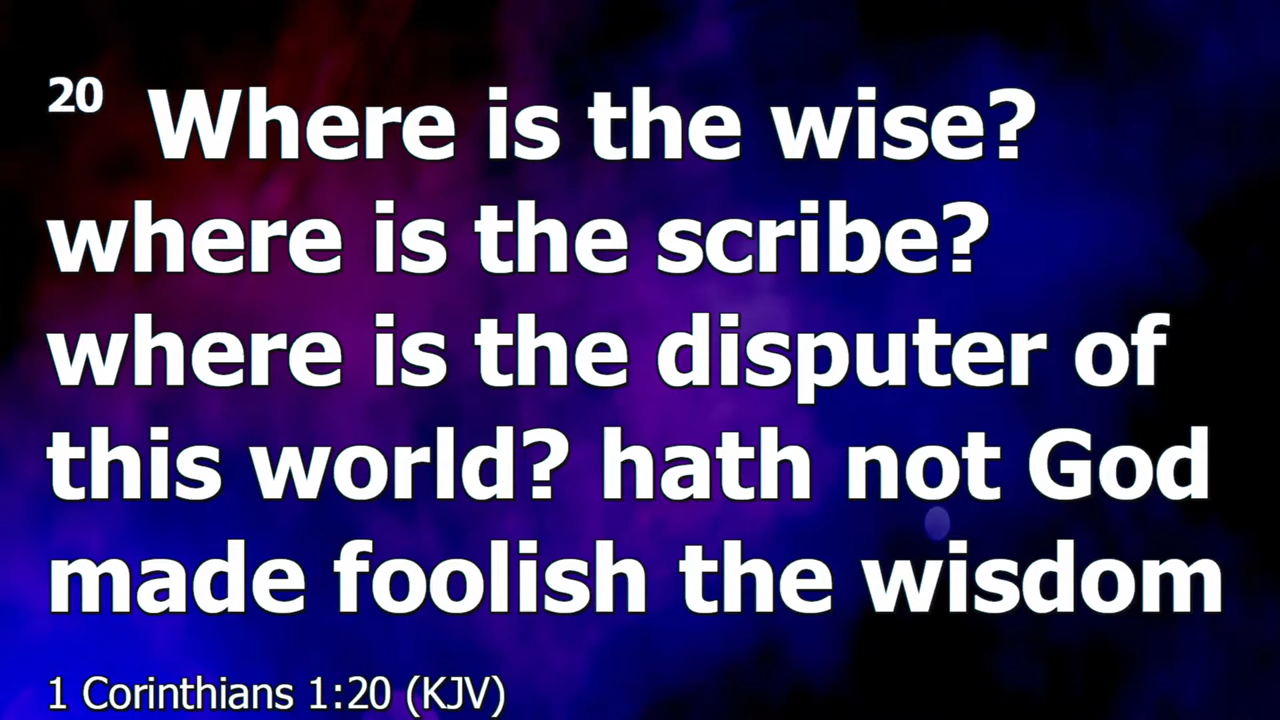 20 Where is the wise?
where is the scribe?
where is the disputer of
this world? hath not God
made foolish the wisdom
1 Corinthians 1:20 (KJV)